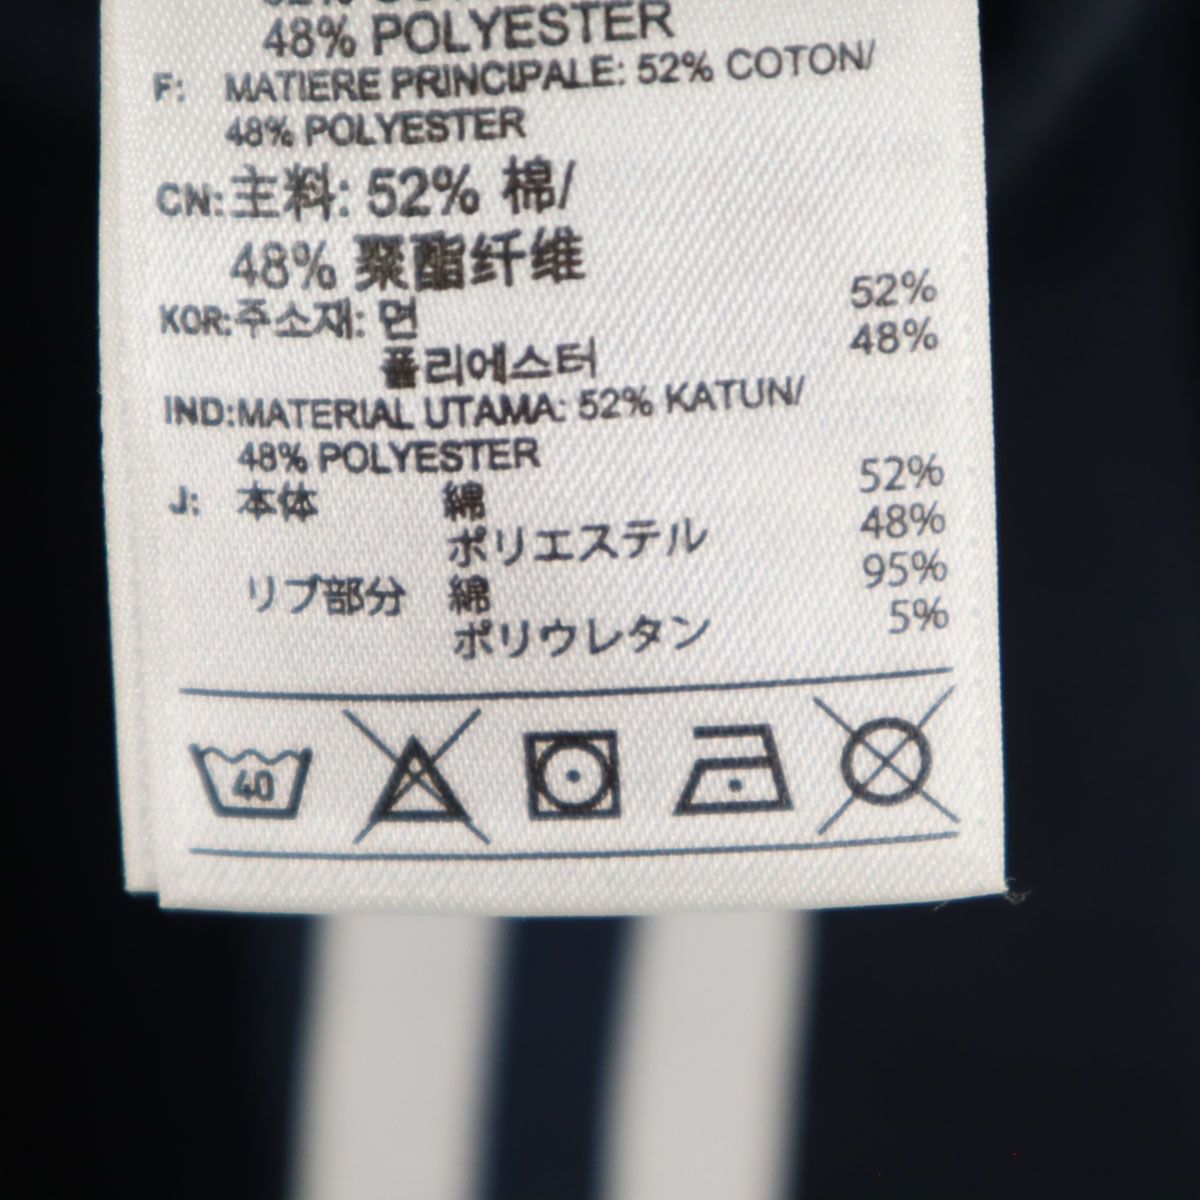 48% POLYESTER
F: MATIERE PRINCIPALE: 52% COTON/
48% POLYESTER
CN:主料: 52% 棉/
48% 聚酯纤维
KOR:주소재: 면 52%
폴리에스터 48%
IND:MATERIAL UTAMA: 52% KATUN/
48% POLYESTER
J: 本体 綿 52%
ポリエステル 48%
リブ部分 綿 95%
ポリウレタン 5%
40